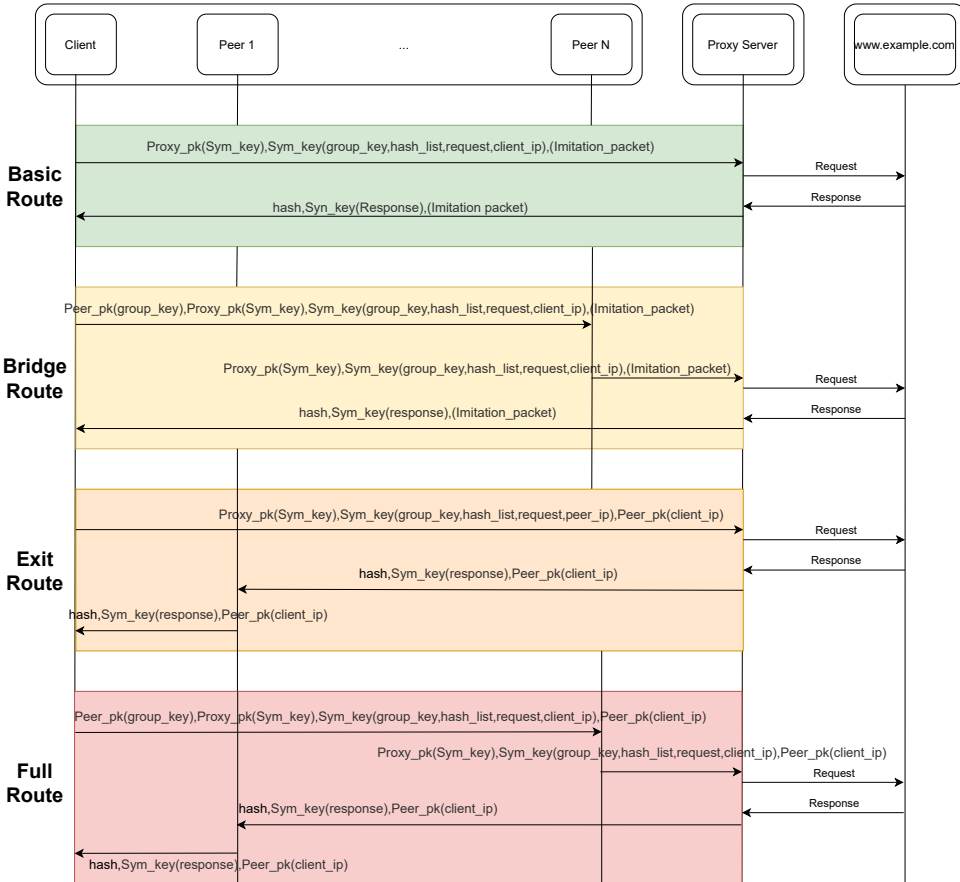 Client
Peer 1
...
Peer N
Proxy Server
www.example.com
Basic
Route
Proxy_pk(Sym_key),Sym_key(group_key,hash_list,request,client_ip),(Imitation_packet)
Request
Response
hash,Syn_key(Response),(Imitation packet)
Bridge
Route
Peer_pk(group_key),Proxy_pk(Sym_key),Sym_key(group_key,hash_list,request,client_ip),(Imitation_packet)
Proxy_pk(Sym_key),Sym_key(group_key,hash_list,request,client_ip),(Imitation_packet)
Request
Response
hash,Sym_key(response),(Imitation_packet)
Exit
Route
Proxy_pk(Sym_key),Sym_key(group_key,hash_list,request,peer_ip),Peer_pk(client_ip)
Request
Response
hash,Sym_key(response),Peer_pk(client_ip)
hash,Sym_key(response),Peer_pk(client_ip)
Full
Route
Peer_pk(group_key),Proxy_pk(Sym_key),Sym_key(group_key,hash_list,request,client_ip),Peer_pk(client_ip)
Proxy_pk(Sym_key),Sym_key(group_key,hash_list,request,client_ip),Peer_pk(client_ip)
Request
Response
hash,Sym_key(response),Peer_pk(client_ip)
hash,Sym_key(response),Peer_pk(client_ip)